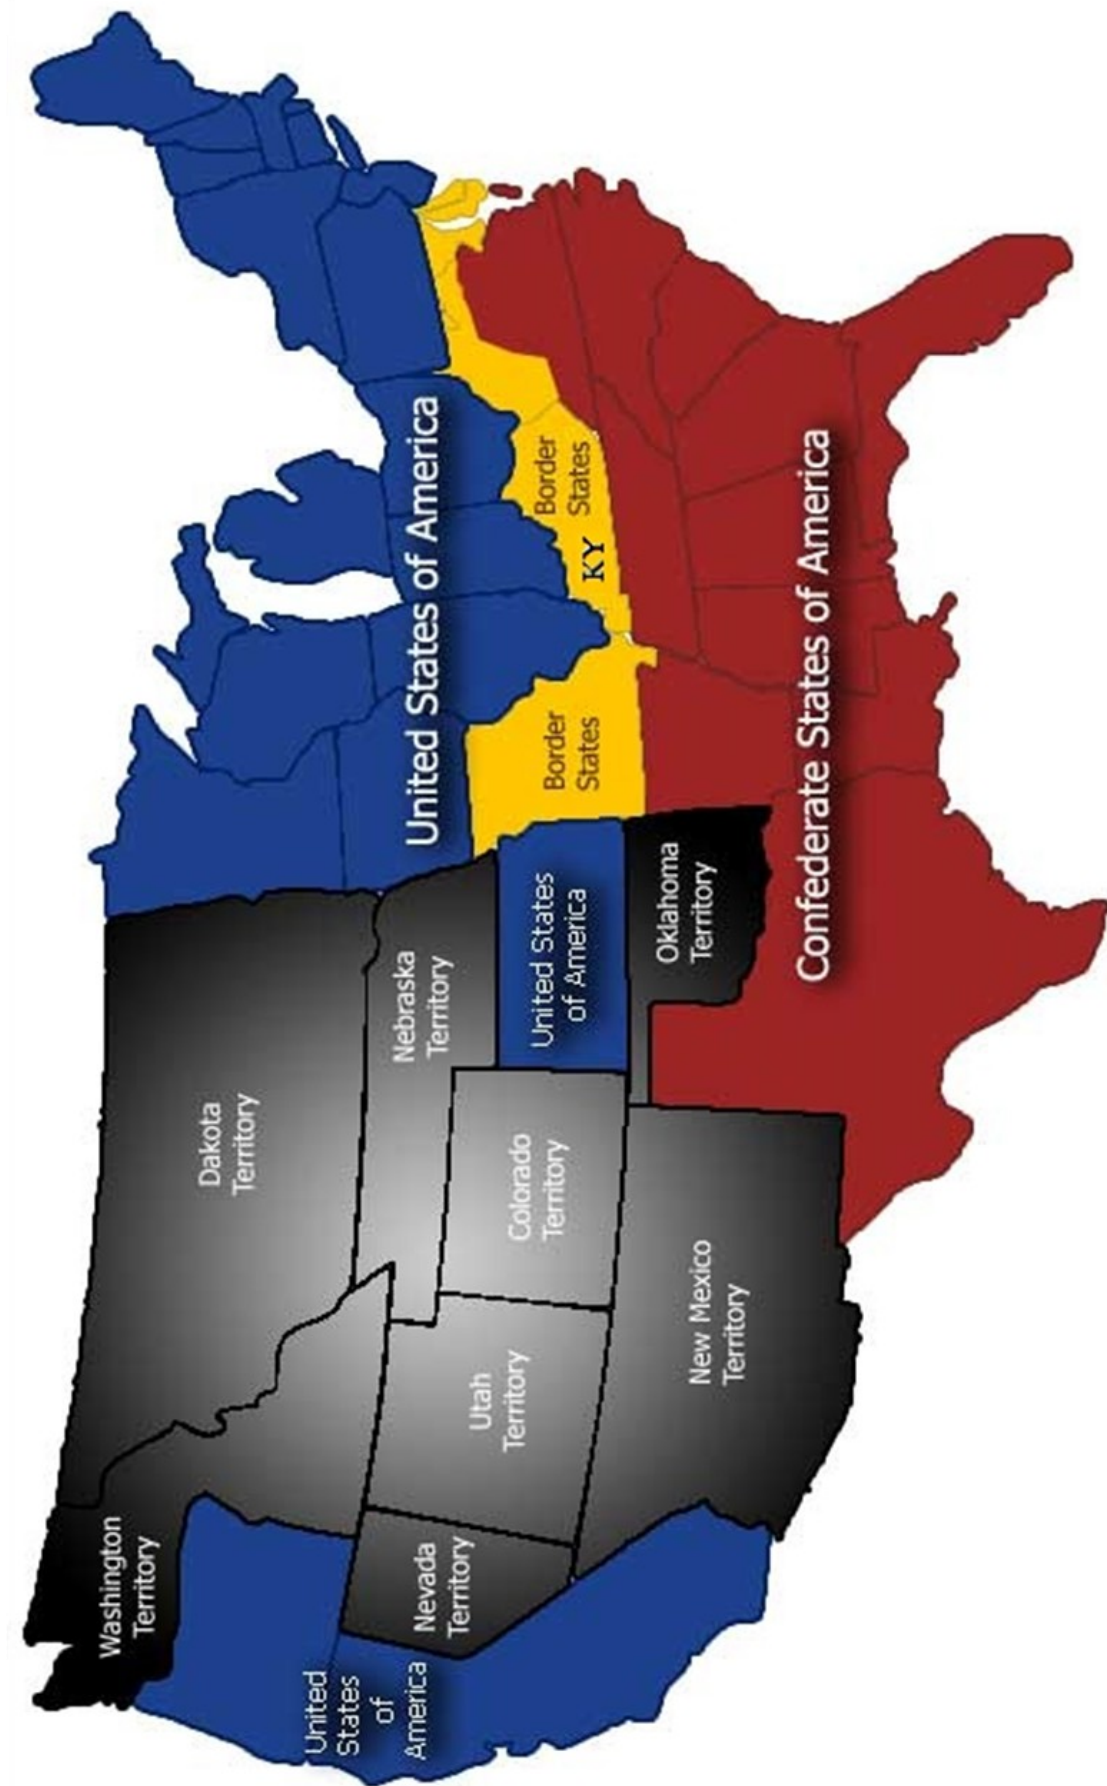 Washington
Territory
United
States
of
America
Nevada
Territory
Utah
Territory
Dakota
Territory
Nebraska
Territory
Colorado
Territory
New Mexico
Territory
United States
of America
Oklahoma
Territory
United States of America
Border
States
Border
States
KY
Confederate States of America